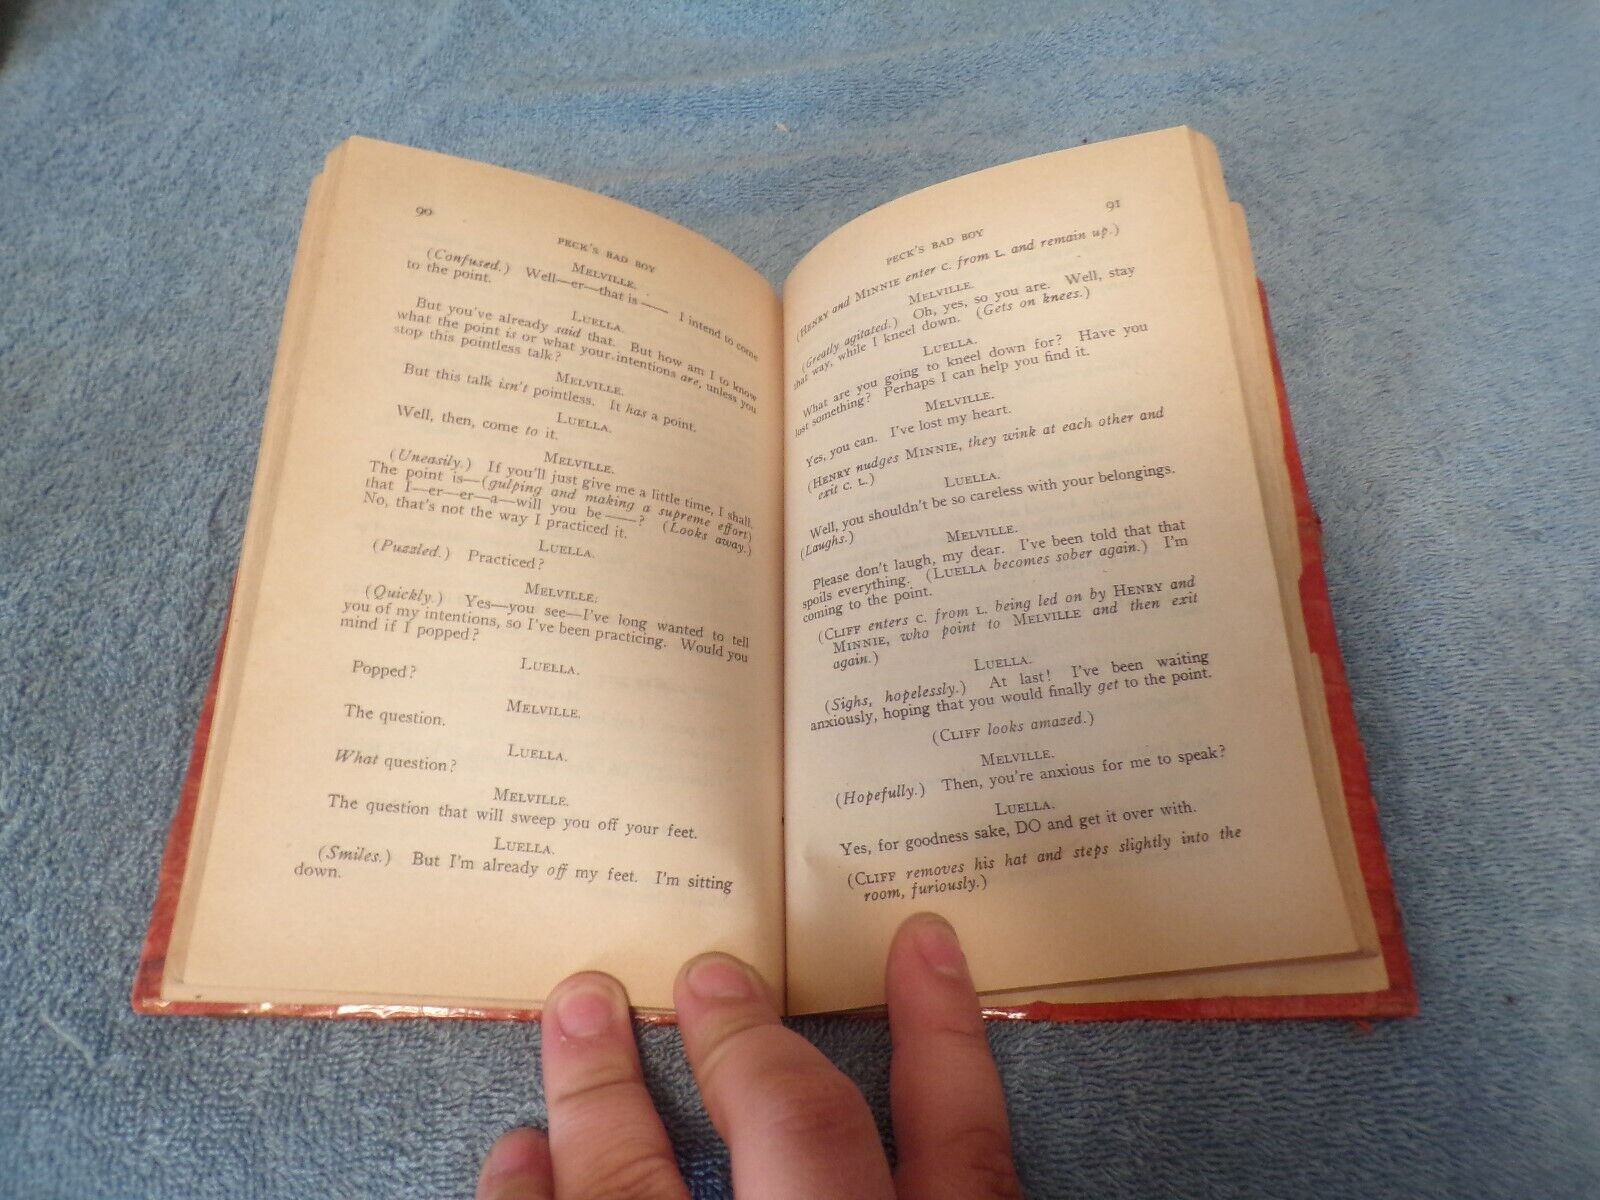 90
PECK'S BAD BOY
MELVILLE.
(Confused.) Well—er—that is —— I intend to come
to the point.
LUELLA.
But you've already said that. But how am I to know
what the point is or what your intentions are, unless you
stop this pointless talk?
MELVILLE.
But this talk isn't pointless. It has a point.
LUELLA.
Well, then, come to it.
MELVILLE.
(Uneasily.) If you'll just give me a little time, I shall.
The point is—(gulping and making a supreme effort)
that I—er—er—a—will you be ——? (Looks away.)
No, that's not the way I practiced it.
LUELLA.
(Puzzled.) Practiced?
MELVILLE.
(Quickly.) Yes—you see—I've long wanted to tell
you of my intentions, so I've been practicing. Would you
mind if I popped?
LUELLA.
Popped?
MELVILLE.
The question.
LUELLA.
What question?
MELVILLE.
The question that will sweep you off your feet.
LUELLA.
(Smiles.) But I'm already off my feet. I'm sitting
down.
91
PECK'S BAD BOY
(HENRY and MINNIE enter C. from L. and remain up.)
MELVILLE.
(Greatly agitated.) Oh, yes, so you are. Well, stay
that way, while I kneel down. (Gets on knees.)
LUELLA.
What are you going to kneel down for? Have you
lost something? Perhaps I can help you find it.
MELVILLE.
Yes, you can. I've lost my heart.
(HENRY nudges MINNIE, they wink at each other and
exit C. L.)
LUELLA.
Well, you shouldn't be so careless with your belongings.
(Laughs.)
MELVILLE.
Please don't laugh, my dear. I've been told that that
spoils everything. (LUELLA becomes sober again.) I'm
coming to the point.
(CLIFF enters C. from L. being led on by HENRY and
MINNIE, who point to MELVILLE and then exit
again.)
LUELLA.
(Sighs, hopelessly.) At last! I've been waiting
anxiously, hoping that you would finally get to the point.
(CLIFF looks amazed.)
MELVILLE.
(Hopefully.) Then, you're anxious for me to speak?
LUELLA.
Yes, for goodness sake, DO and get it over with.
(CLIFF removes his hat and steps slightly into the
room, furiously.)